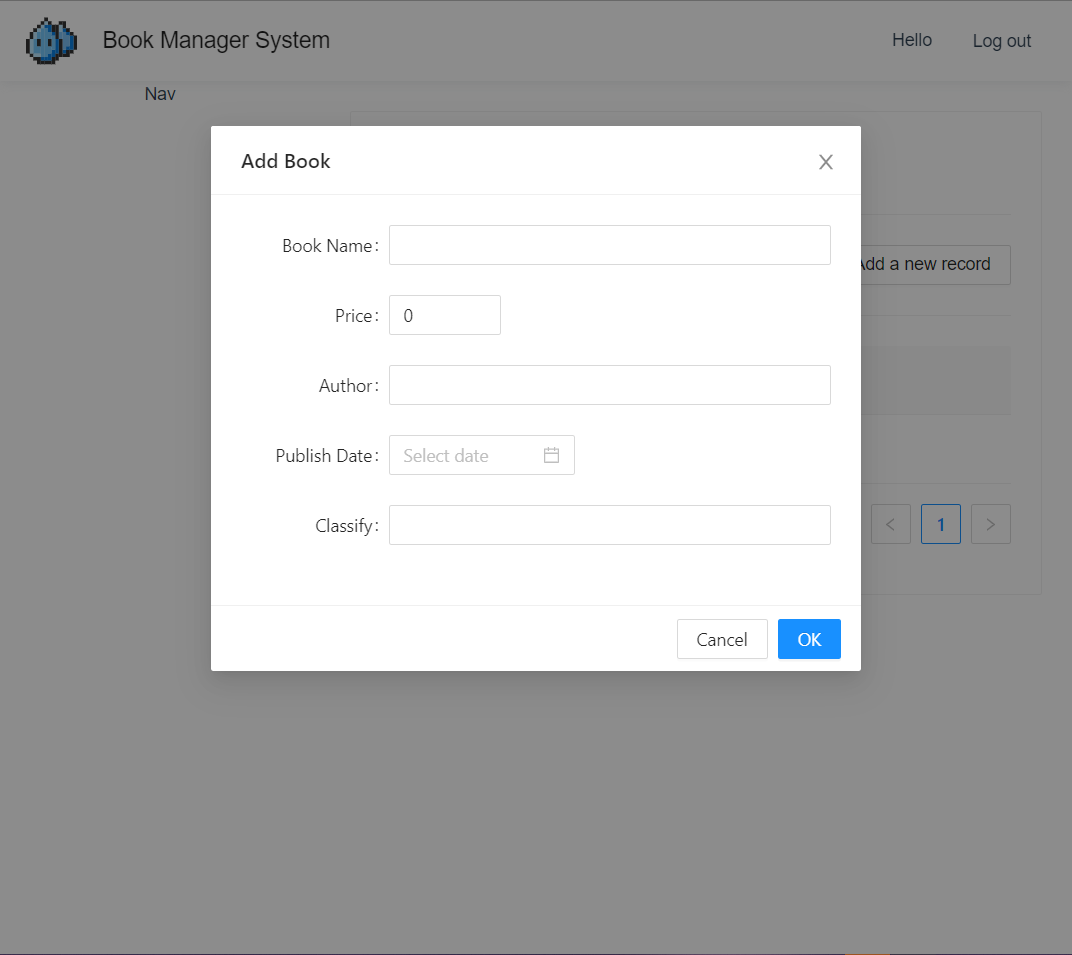 Book Manager System
Hello
Log out
Nav
Add Book
Book Name:
Price:
0
Add a new record
Author:
Publish Date:
Select date
Classify:
< 1 >
Cancel
OK